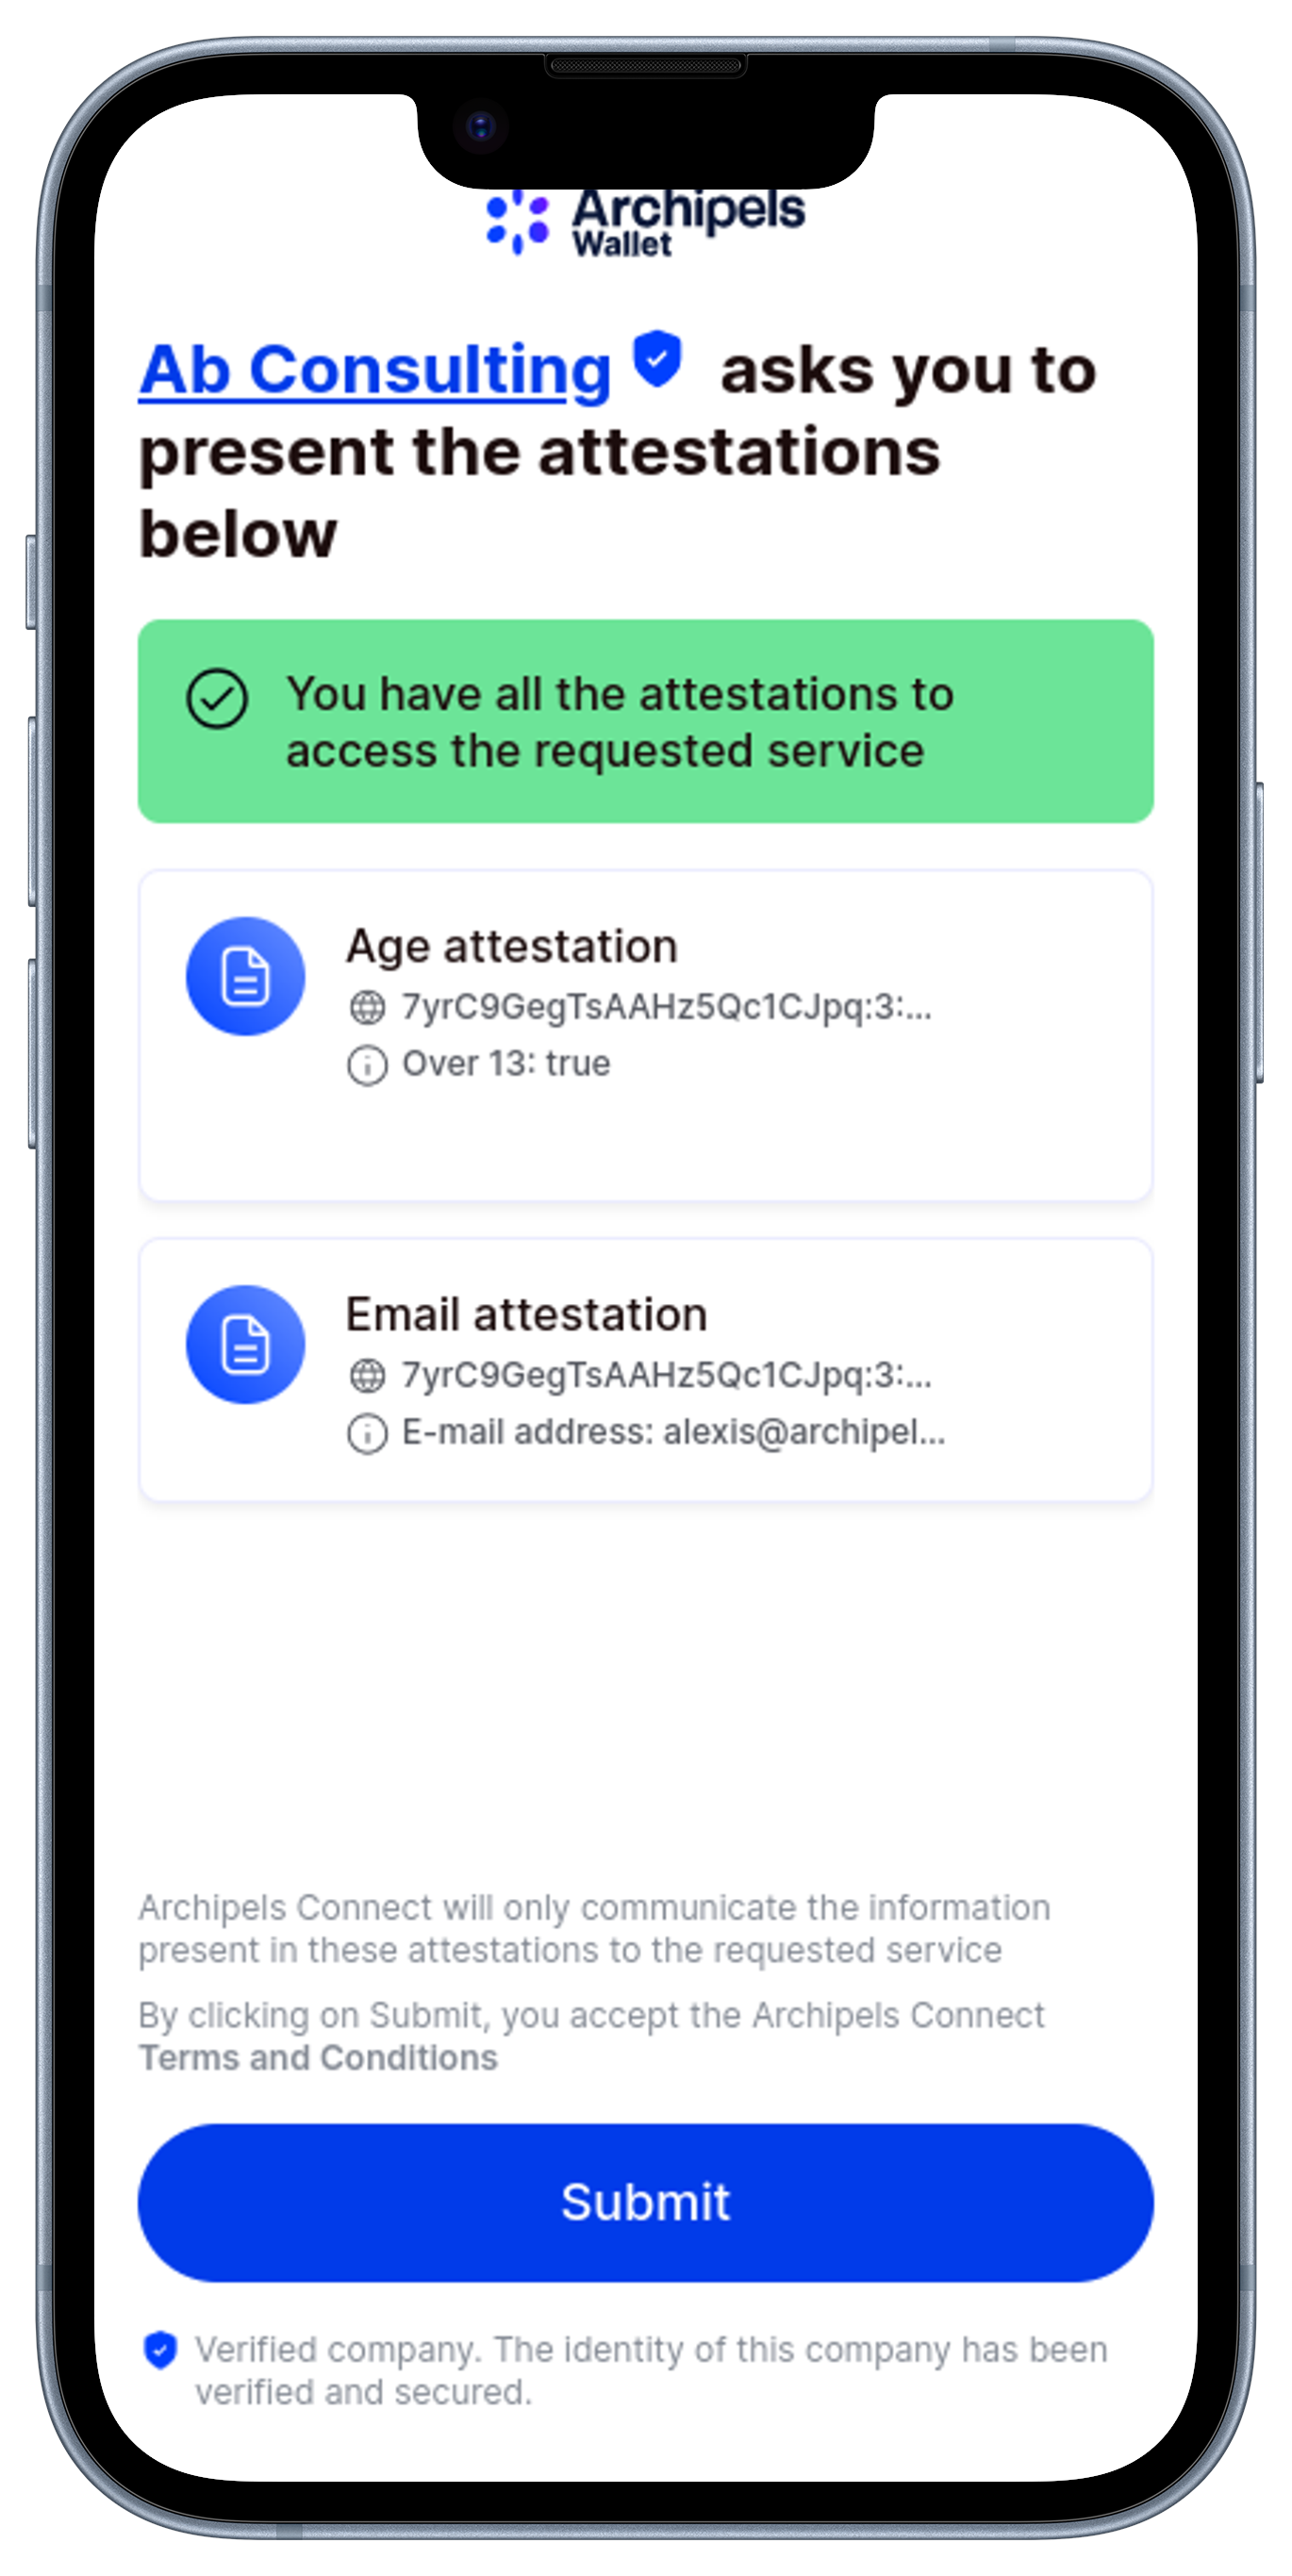 Archipels
Wallet
Ab Consulting asks you to
present the attestations
below
You have all the attestations to
access the requested service
Age attestation
7yrC9GegTsAAHz5Qc1CJpq:3:...
Over 13: true
Email attestation
7yrC9GegTsAAHz5Qc1CJpq:3:...
E-mail address: alexis@archipel...
Archipels Connect will only communicate the information
present in these attestations to the requested service
By clicking on Submit, you accept the Archipels Connect
Terms and Conditions
Submit
Verified company. The identity of this company has been
verified and secured.